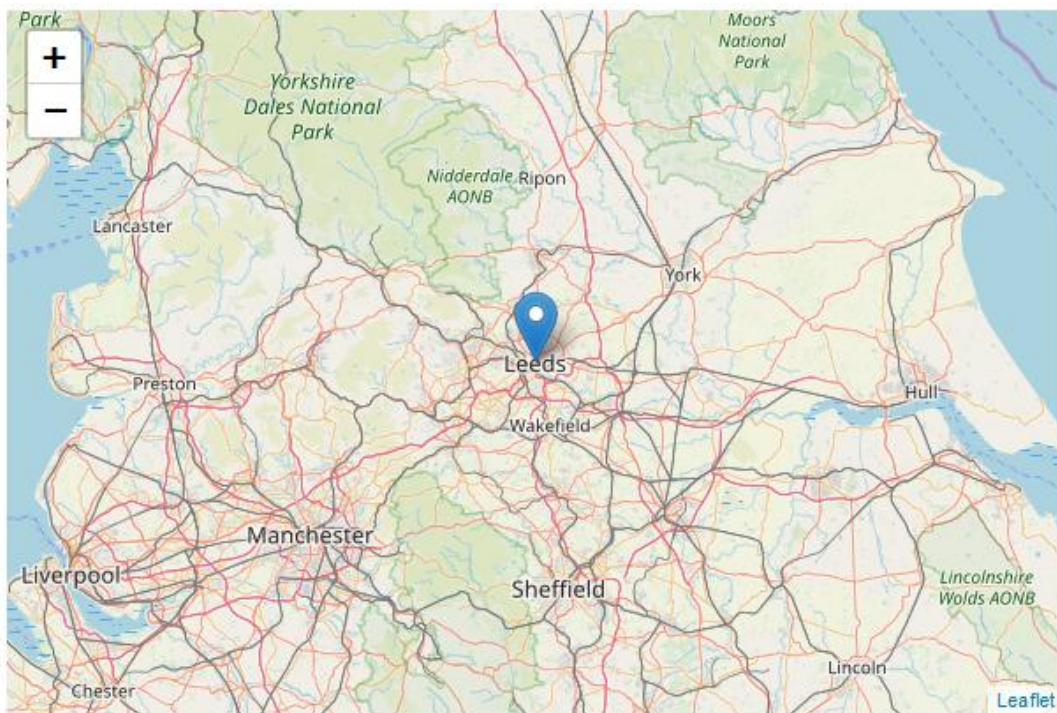 Park
+
−
Moors
National
Park
Yorkshire
Dales National
Park
Nidderdale
AONB
Ripon
Lancaster
York
Leeds
Preston
Hull
Wakefield
Manchester
Liverpool
Sheffield
Lincolnshire
Wolds AONB
Lincoln
Chester
Leaflet